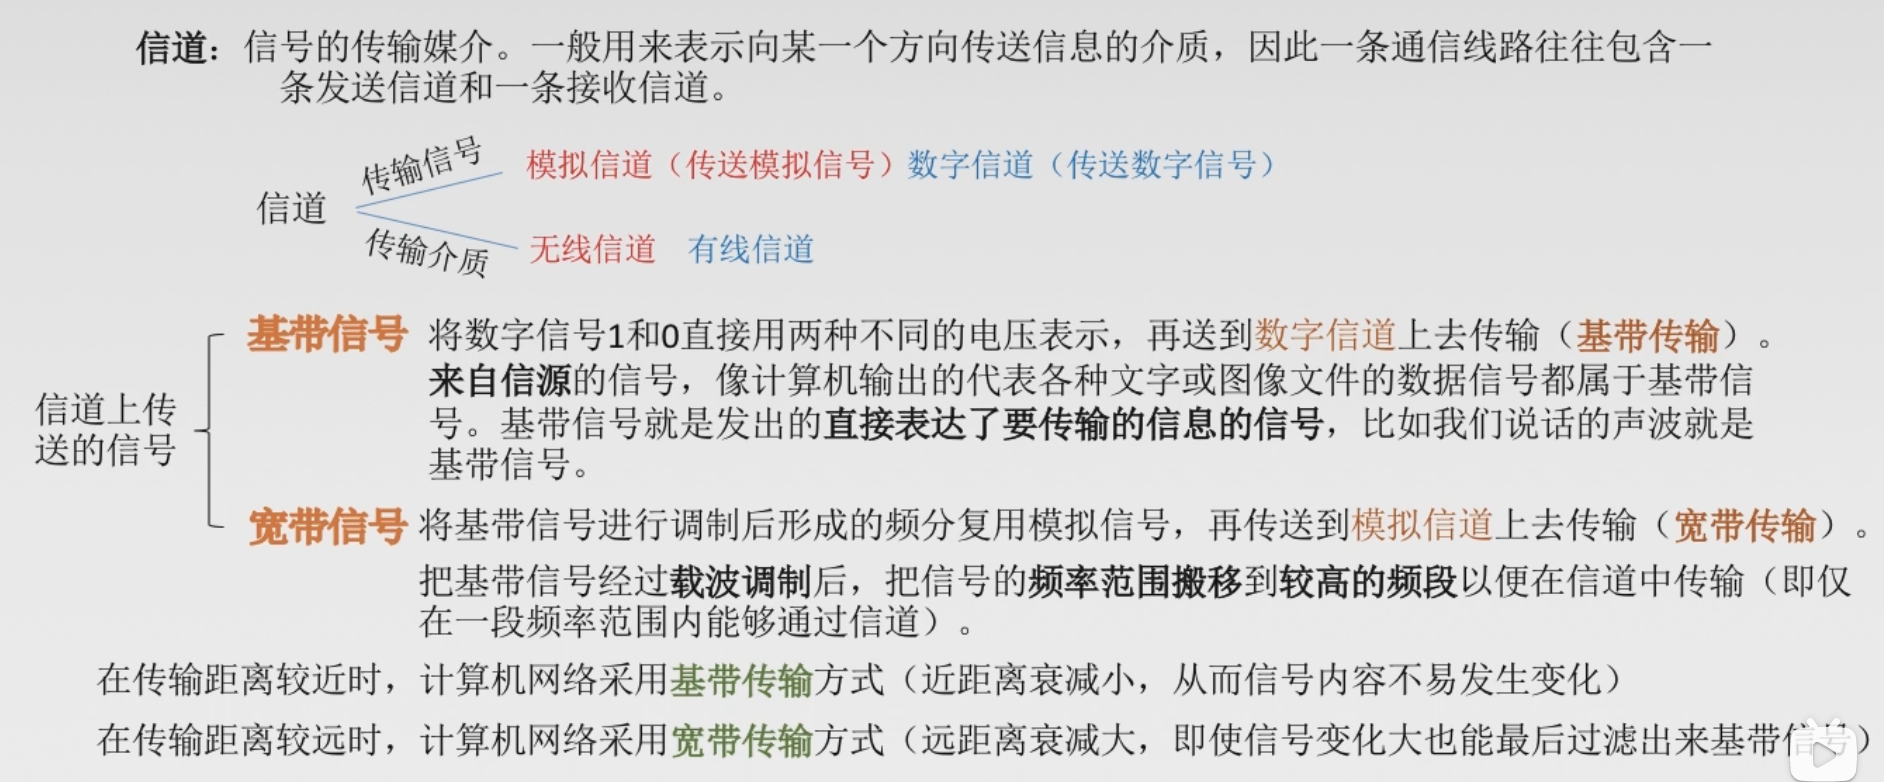 信道：信号的传输媒介。一般用来表示向某一个方向传送信息的介质，因此一条通信线路往往包含一
条发送信道和一条接收信道。
传输信号
模拟信道（传送模拟信号）数字信道（传送数字信号）
信道
传输介质
无线信道 有线信道
基带信号 将数字信号1和0直接用两种不同的电压表示，再送到数字信道上去传输（基带传输）。
来自信源的信号，像计算机输出的代表各种文字或图像文件的数据信号都属于基带信
号。基带信号就是发出的直接表达了要传输的信息的信号，比如我们说话的声波就是
基带信号。
信道上传
送的信号
宽带信号 将基带信号进行调制后形成的频分复用模拟信号，再传送到模拟信道上去传输（宽带传输）。
把基带信号经过载波调制后，把信号的频率范围搬移到较高的频段以便在信道中传输（即仅
在一段频率范围内能够通过信道）。
在传输距离较近时，计算机网络采用基带传输方式（近距离衰减小，从而信号内容不易发生变化）
在传输距离较远时，计算机网络采用宽带传输方式（远距离衰减大，即使信号变化大也能最后过滤出来基带信号）